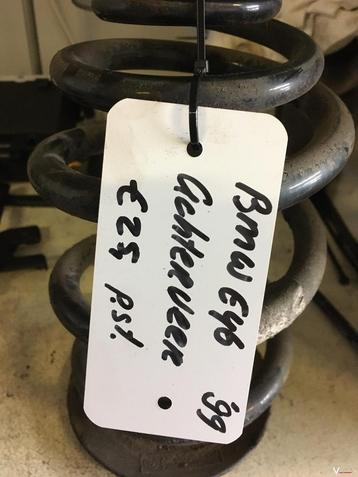 BMW E46 '99
achterveer
€25 p.st.